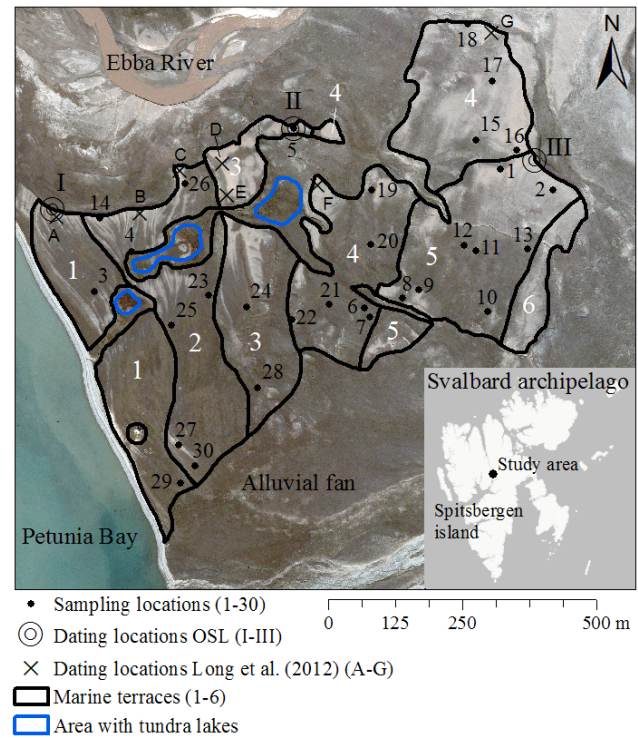 Ebba River
N
G
18
17
4
15
16
III
1
2
II
4
5
D
C
3
26
E
I
A
14
B
4
F
19
20
4
5
12
11
13
1
3
8
9
10
6
23
24
21
6
7
22
25
2
3
5
1
28
27
30
29
Alluvial fan
Petunia Bay
Svalbard archipelago
Study area
Spitsbergen
island
Sampling locations (1-30)
Dating locations OSL (I-III)
Dating locations Long et al. (2012) (A-G)
Marine terraces (1-6)
Area with tundra lakes
0 125 250 500 m